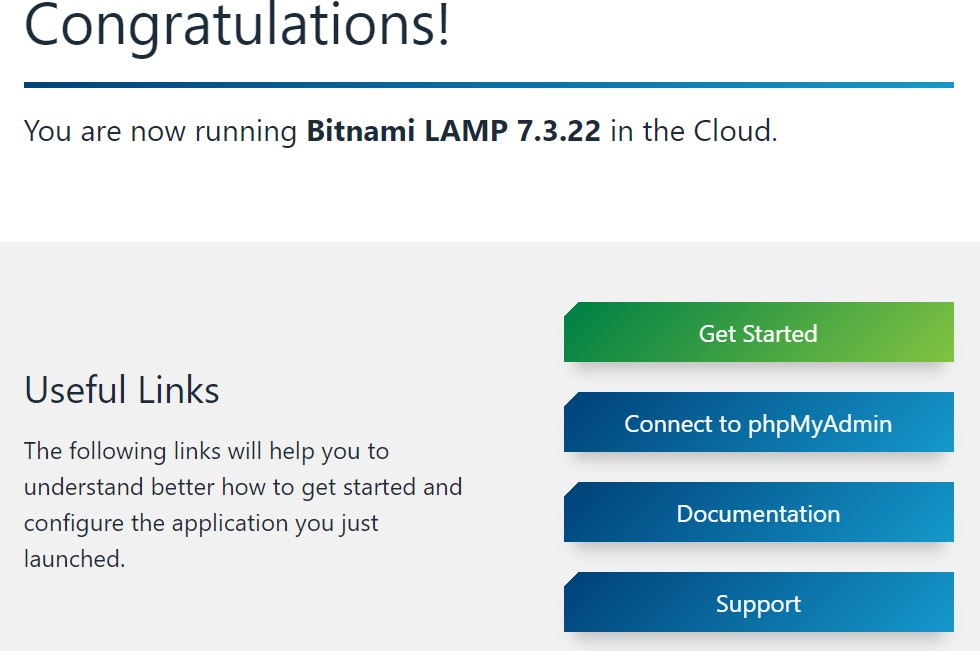 Congratulations!
You are now running Bitnami LAMP 7.3.22 in the Cloud.
Useful Links
The following links will help you to
understand better how to get started and
configure the application you just
launched.
Get Started
Connect to phpMyAdmin
Documentation
Support